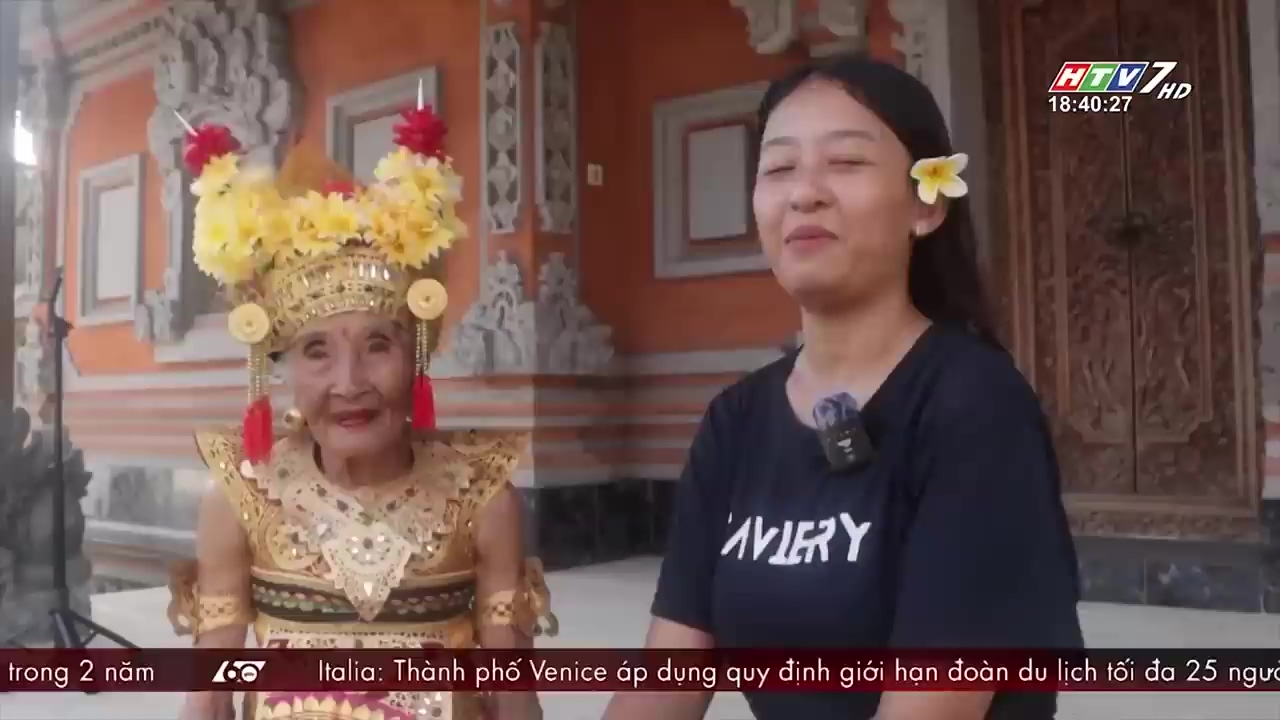 HTV7 HD
18:40:27
trong 2 năm 60 Italia: Thành phố Venice áp dụng quy định giới hạn đoàn du lịch tối đa 25 ngườ